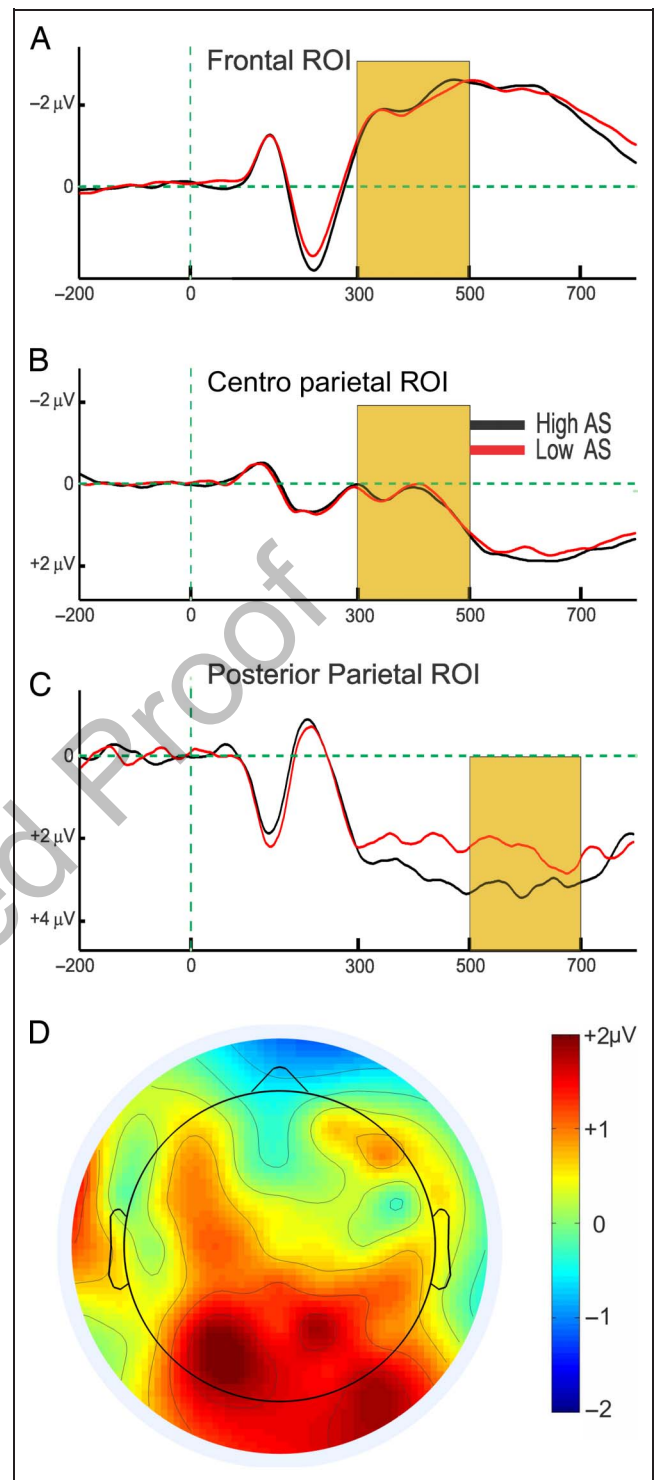 A
Frontal ROI
–2 μV
0
–200 0 300 500 700
B
Centro parietal ROI
–2 μV
High AS
Low AS
0
+2 μV
–200 0 300 500 700
C
Posterior Parietal ROI
0
+2 μV
+4 μV
–200 0 300 500 700
ed Proof
D
+2μV
+1
0
–1
–2